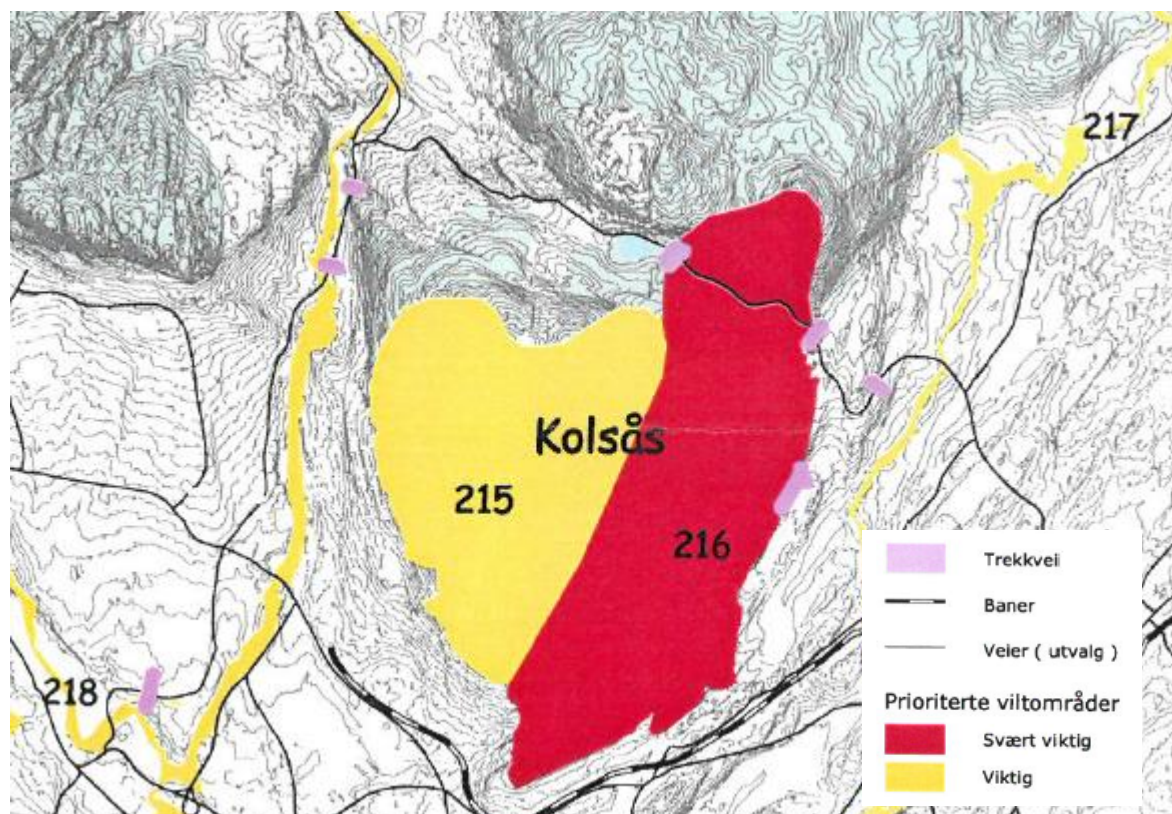 217
Kolsås
215
216
218
Trekkvei
Baner
Veier ( utvalg )
Prioriterte viltområder
Svært viktig
Viktig